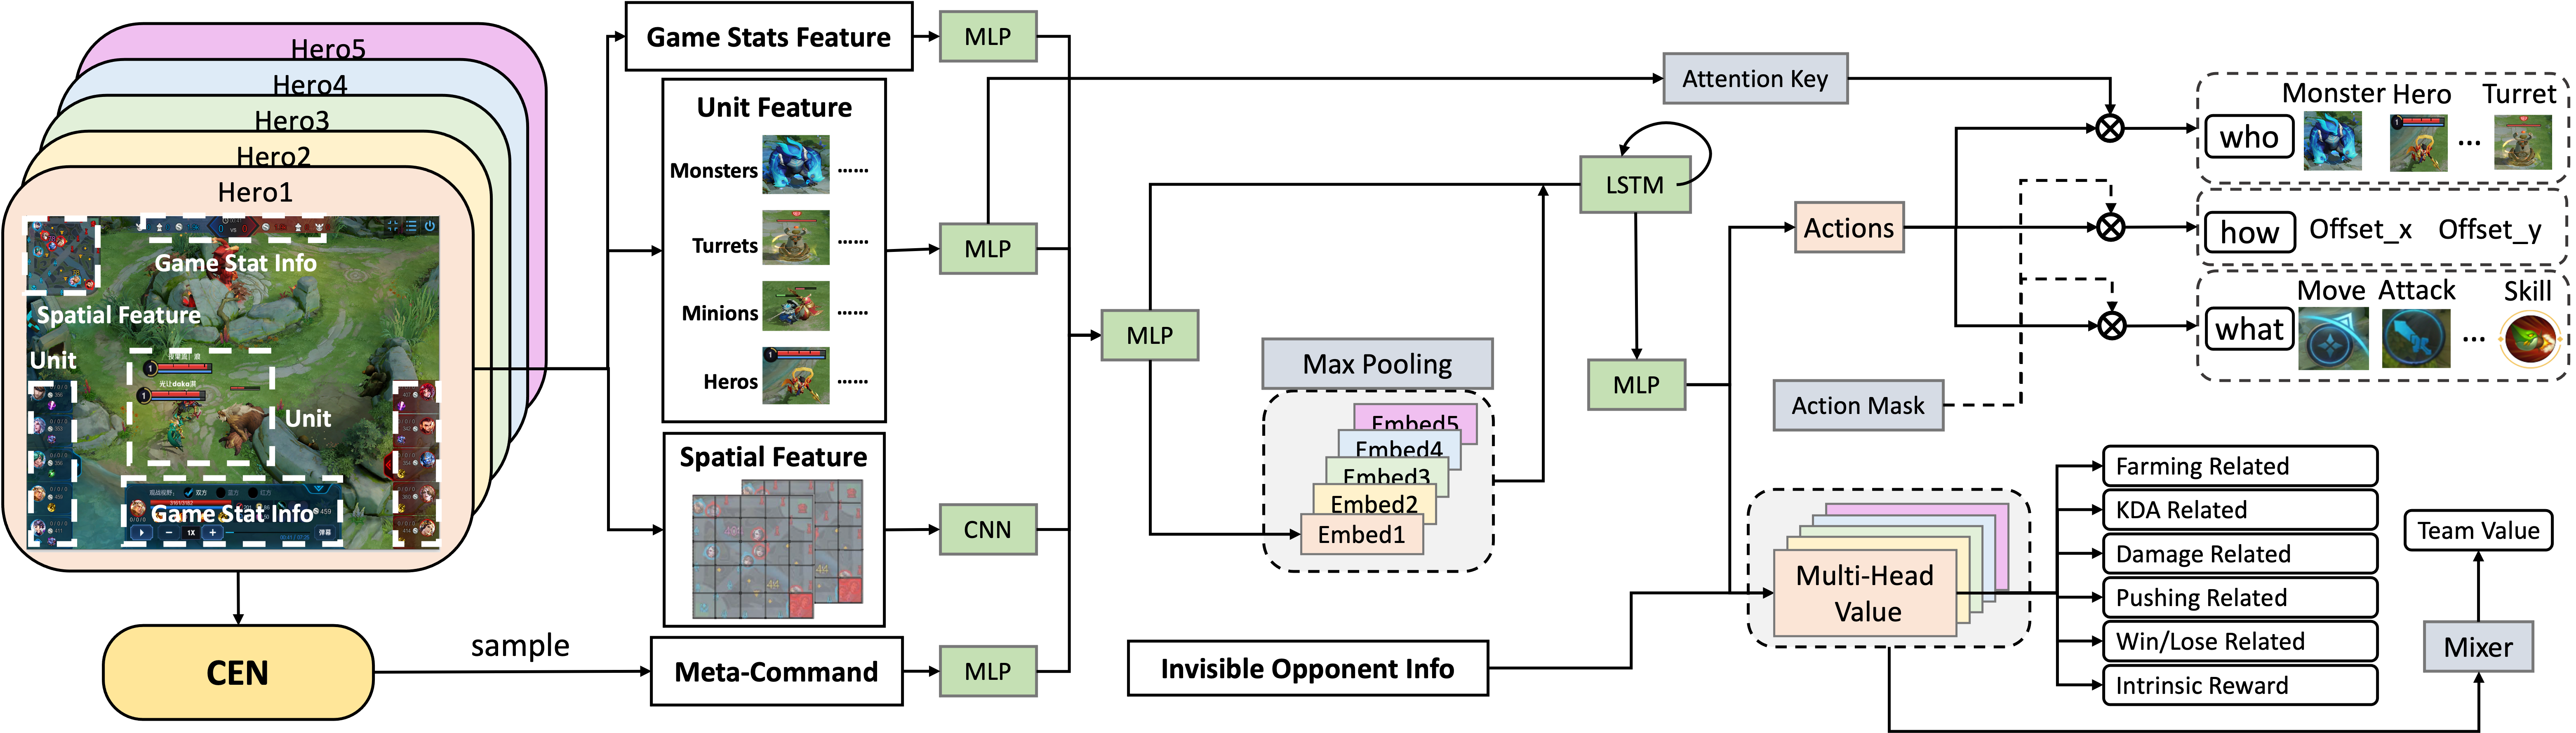 Hero5
Hero4
Hero3
Hero2
Hero1
Game Stat Info
Spatial Feature
Unit
Unit
Game Stat Info
CEN
sample
Game Stats Feature
MLP
Unit Feature
Monsters ......
Turrets ......
Minions ......
Heros ......
MLP
Spatial Feature
CNN
Meta-Command
MLP
MLP
Max Pooling
Embed5
Embed4
Embed3
Embed2
Embed1
Invisible Opponent Info
LSTM
MLP
Attention Key
Actions
Action Mask
Multi-Head
Value
Monster Hero Turret
who ...
how Offset_x Offset_y
Move Attack Skill
what ...
Farming Related
KDA Related
Damage Related
Pushing Related
Win/Lose Related
Intrinsic Reward
Team Value
Mixer